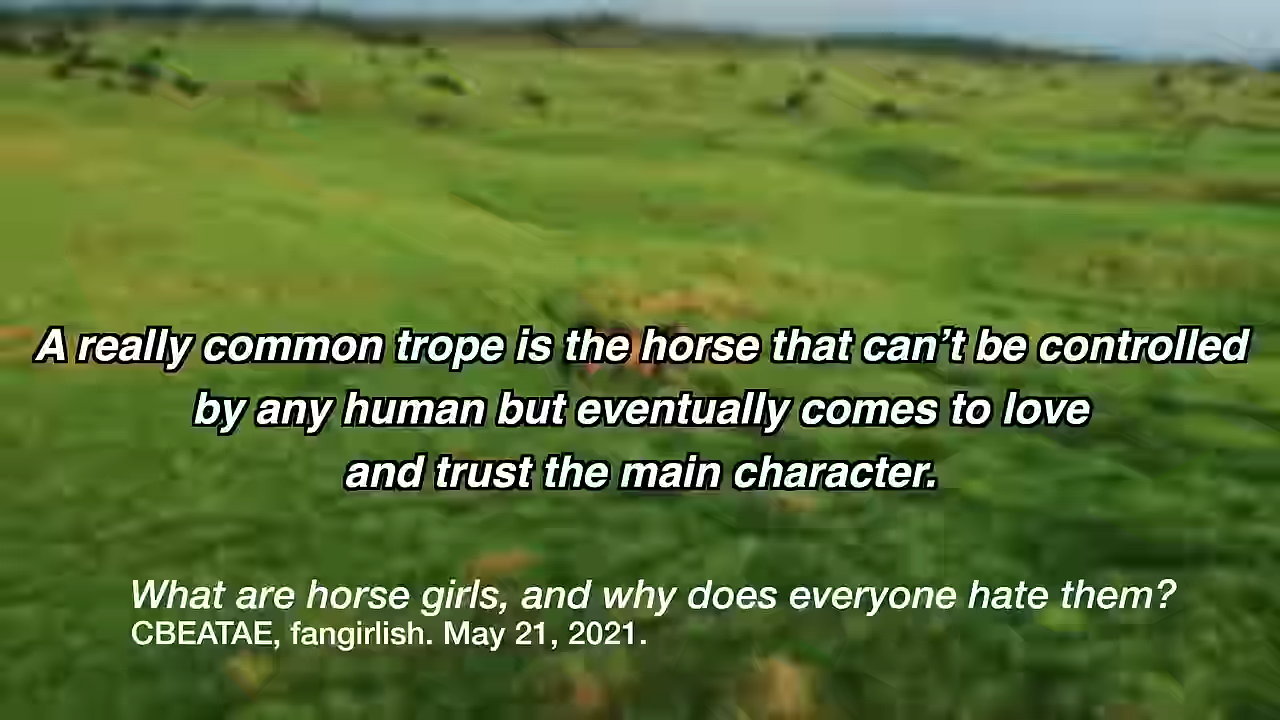 A really common trope is the horse that can’t be controlled
by any human but eventually comes to love
and trust the main character.
What are horse girls, and why does everyone hate them?
CBEATAE, fangirlish. May 21, 2021.